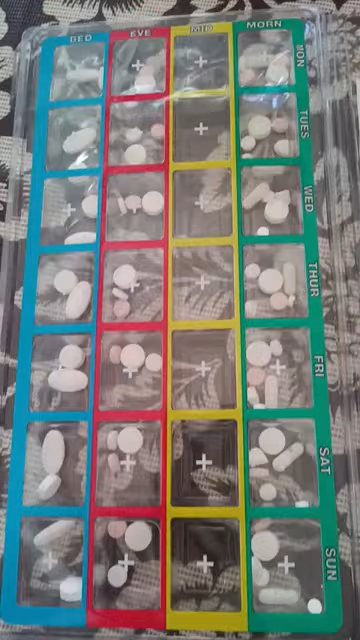 BED EVE MID MORN
MON
TUES
WED
THUR
FRI
SAT
SUN